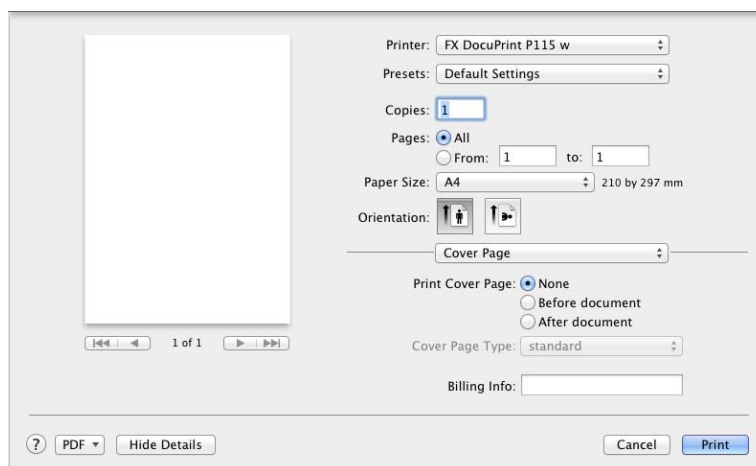 Printer: FX DocuPrint P115 w
Presets: Default Settings
Copies: 1
Pages: All
From: 1 to: 1
Paper Size: A4 210 by 297 mm
Orientation:
Cover Page
Print Cover Page: None
Before document
After document
Cover Page Type: standard
Billing Info:
1 of 1
? PDF Hide Details Cancel Print